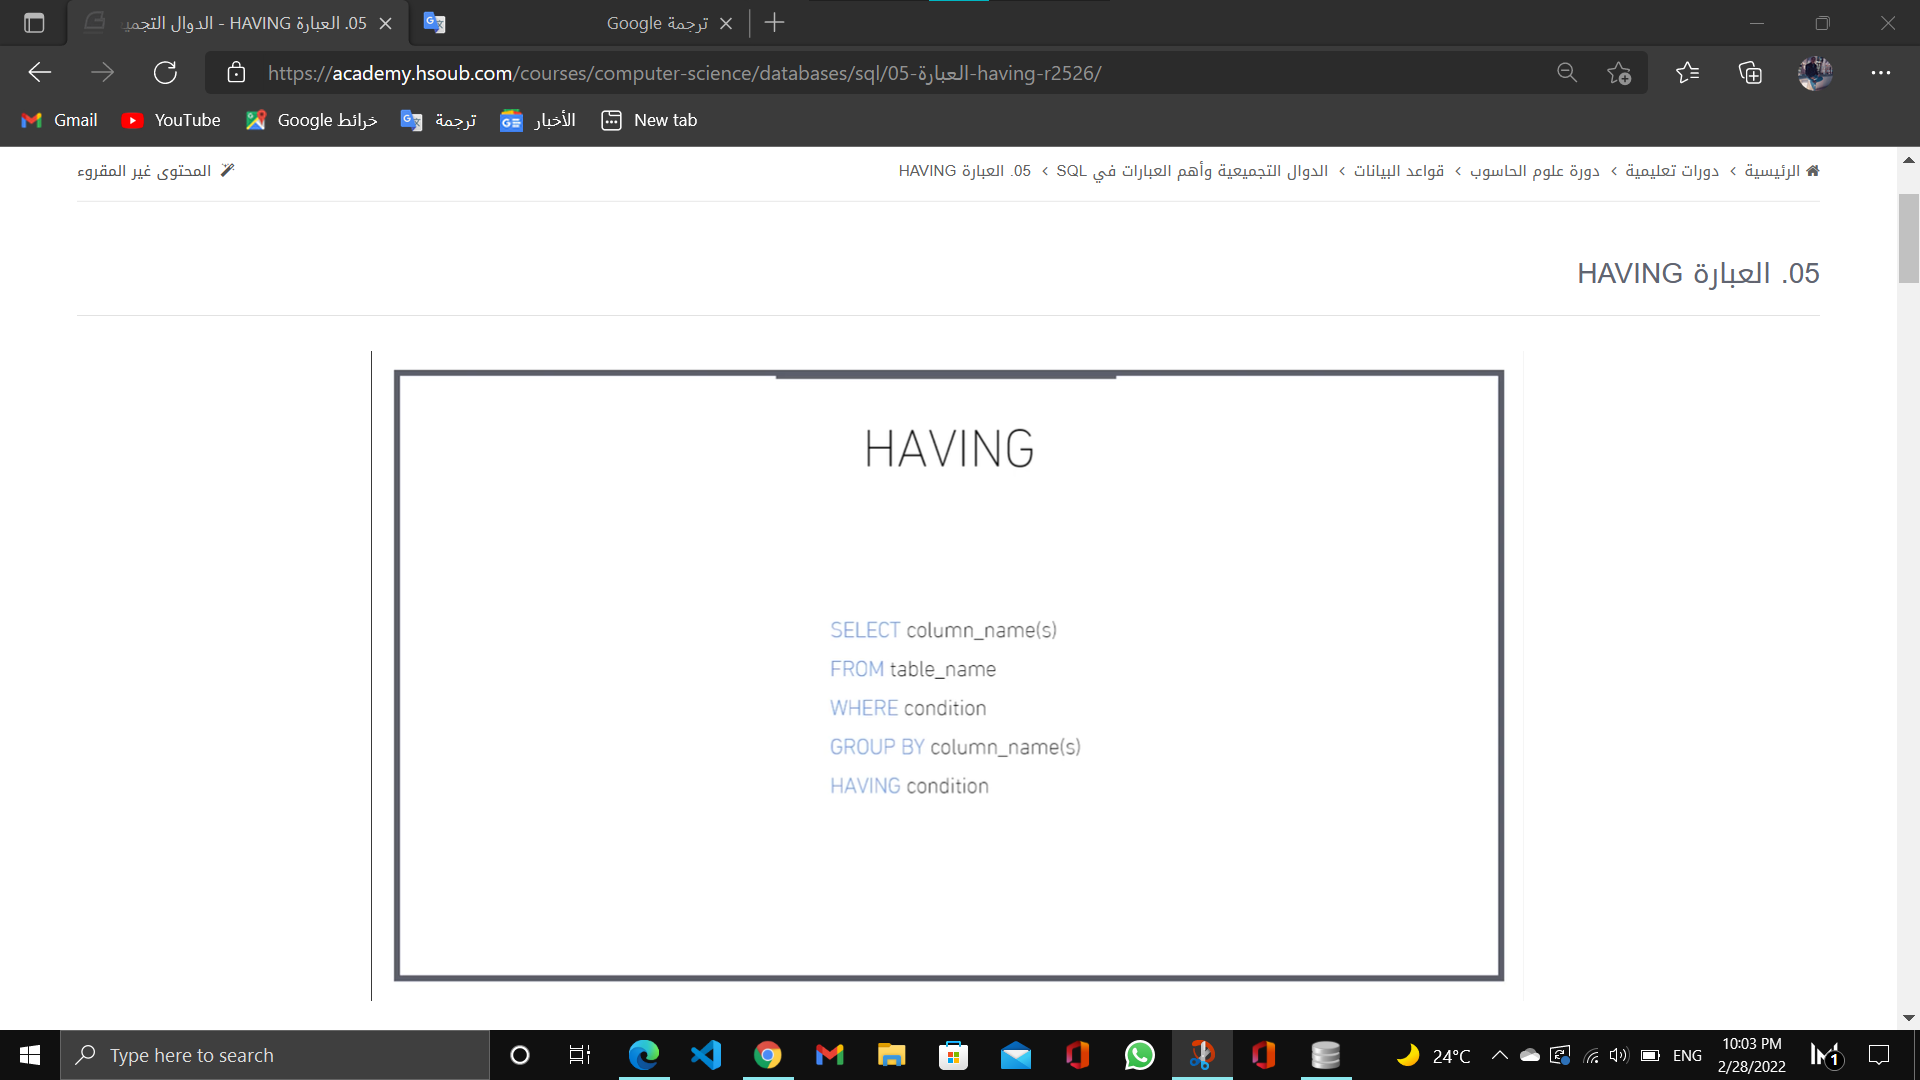 05. العبارة HAVING - الدوال التجميعي
ترجمة Google
https://academy.hsoub.com/courses/computer-science/databases/sql/05-العبارة-having-r2526/
Gmail
YouTube
خرائط Google
ترجمة
الأخبار
New tab
الرئيسية › دورات تعليمية › دورة علوم الحاسوب › قواعد البيانات › الدوال التجميعية وأهم العبارات في SQL › 05. العبارة HAVING
المحتوى غير المقروء
05. العبارة HAVING
HAVING
SELECT column_name(s)
FROM table_name
WHERE condition
GROUP BY column_name(s)
HAVING condition
Type here to search
24°C
ENG
10:03 PM
2/28/2022
1